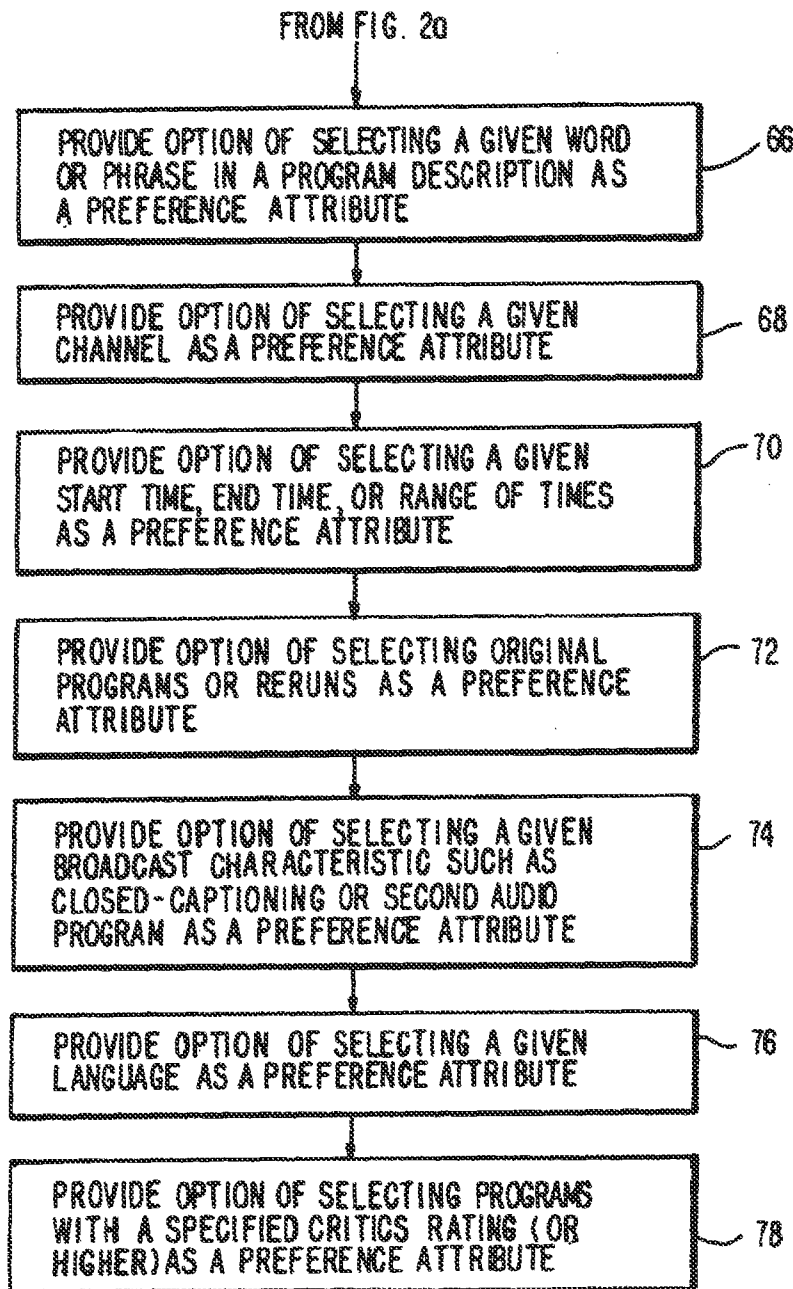 FROM FIG. 2a
PROVIDE OPTION OF SELECTING A GIVEN WORD
OR PHRASE IN A PROGRAM DESCRIPTION AS
A PREFERENCE ATTRIBUTE
66
PROVIDE OPTION OF SELECTING A GIVEN
CHANNEL AS A PREFERENCE ATTRIBUTE
68
PROVIDE OPTION OF SELECTING A GIVEN
START TIME, END TIME, OR RANGE OF TIMES
AS A PREFERENCE ATTRIBUTE
70
PROVIDE OPTION OF SELECTING ORIGINAL
PROGRAMS OR RERUNS AS A PREFERENCE
ATTRIBUTE
72
PROVIDE OPTION OF SELECTING A GIVEN
BROADCAST CHARACTERISTIC SUCH AS
CLOSED-CAPTIONING OR SECOND AUDIO
PROGRAM AS A PREFERENCE ATTRIBUTE
74
PROVIDE OPTION OF SELECTING A GIVEN
LANGUAGE AS A PREFERENCE ATTRIBUTE
76
PROVIDE OPTION OF SELECTING PROGRAMS
WITH A SPECIFIED CRITICS RATING (OR
HIGHER) AS A PREFERENCE ATTRIBUTE
78